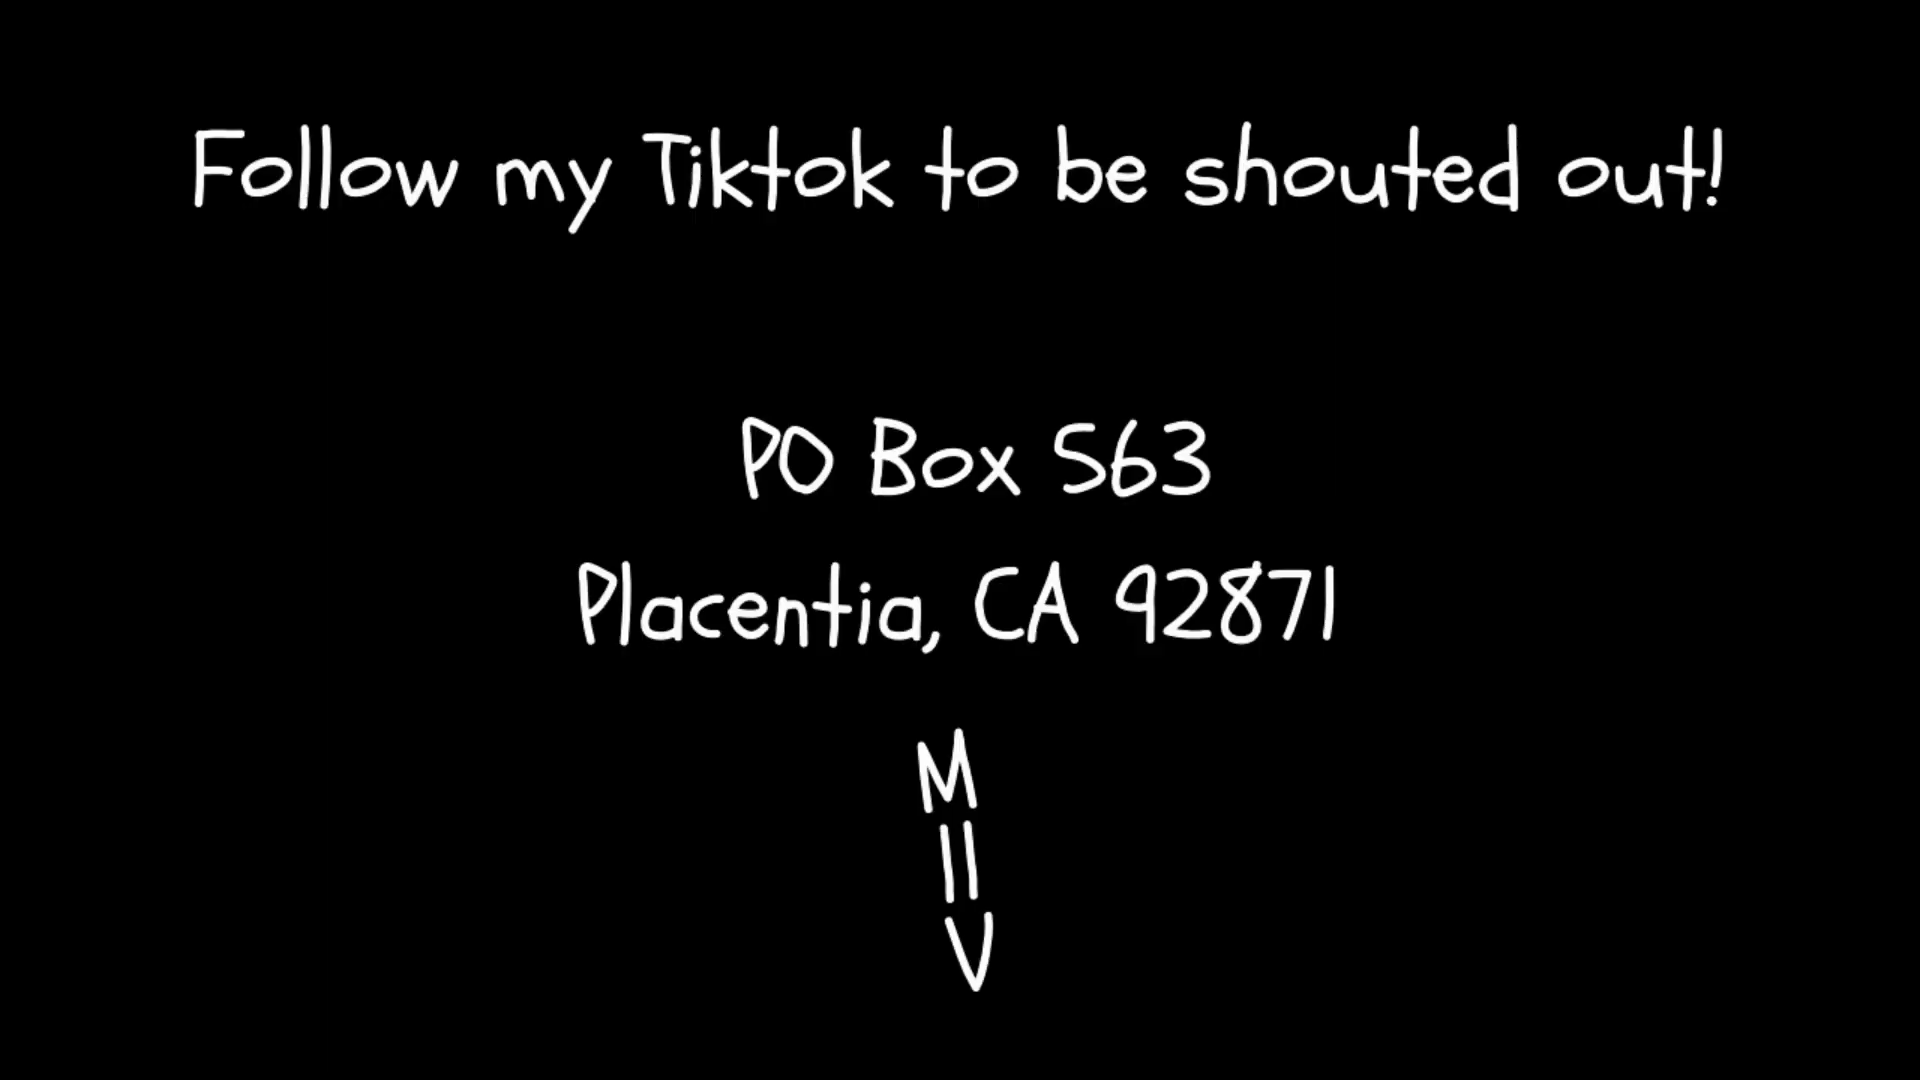 Follow my Tiktok to be shouted out!
PO Box 563
Placentia, CA 92871
M
||
V